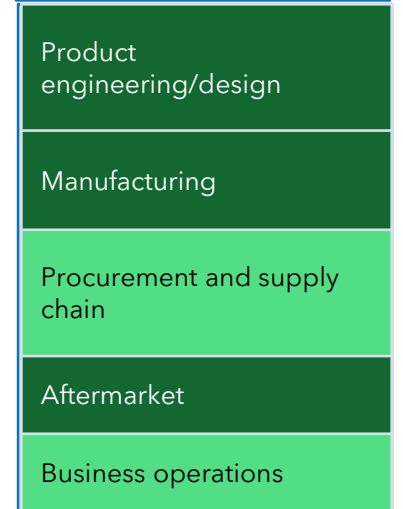 Product
engineering/design
Manufacturing
Procurement and supply
chain
Aftermarket
Business operations